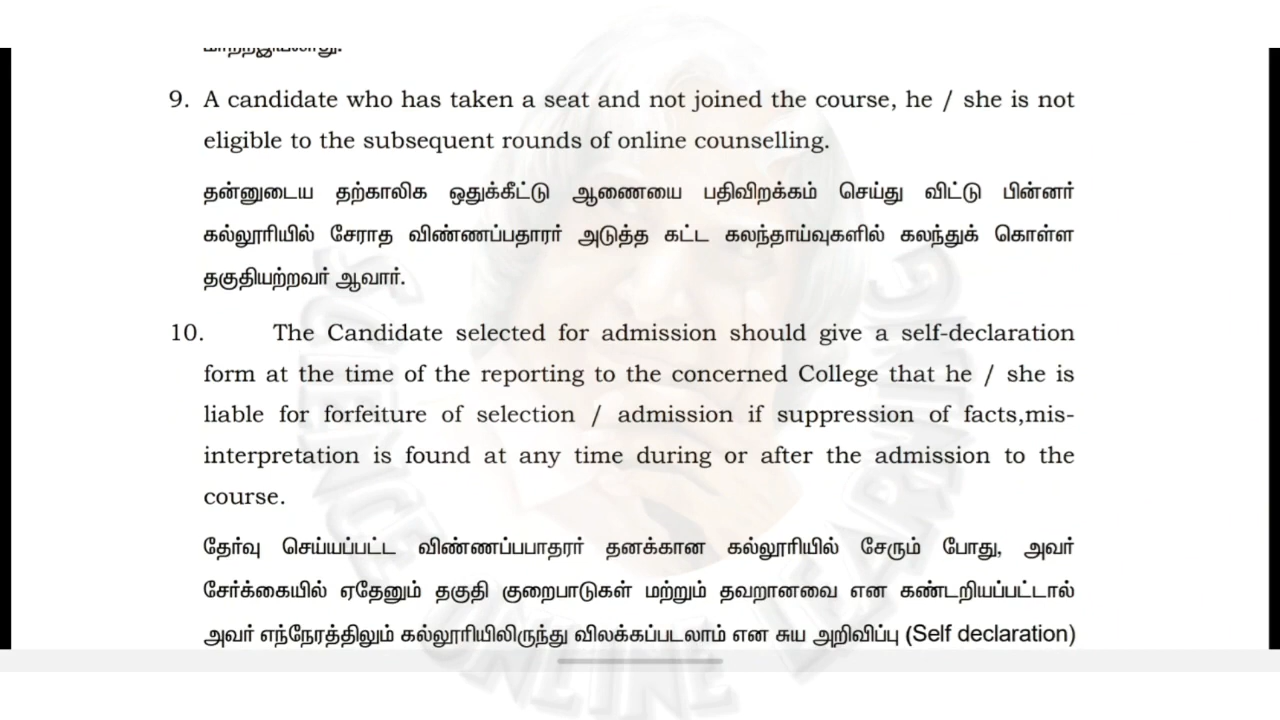 9. A candidate who has taken a seat and not joined the course, he / she is not
eligible to the subsequent rounds of online counselling.
தன்னுடைய தற்காலிக ஒதுக்கீட்டு ஆணையை பதிவிறக்கம் செய்து விட்டு பின்னர்
கல்லூரியில் சேராத விண்ணப்பதாரர் அடுத்த கட்ட கலந்தாய்வுகளில் கலந்துக் கொள்ள
தகுதியற்றவர் ஆவார்.
10. The Candidate selected for admission should give a self-declaration
form at the time of the reporting to the concerned College that he / she is
liable for forfeiture of selection / admission if suppression of facts,mis-
interpretation is found at any time during or after the admission to the
course.
தேர்வு செய்யப்பட்ட விண்ணப்பபாதரர் தனக்கான கல்லூரியில் சேரும் போது, அவர்
சேர்க்கையில் ஏதேனும் தகுதி குறைபாடுகள் மற்றும் தவறானவை என கண்டறியப்பட்டால்
அவர் எந்நேரத்திலும் கல்லூரியிலிருந்து விலக்கப்படலாம் என சுய அறிவிப்பு (Self declaration)
SCIENCE ONLINE LEARNING